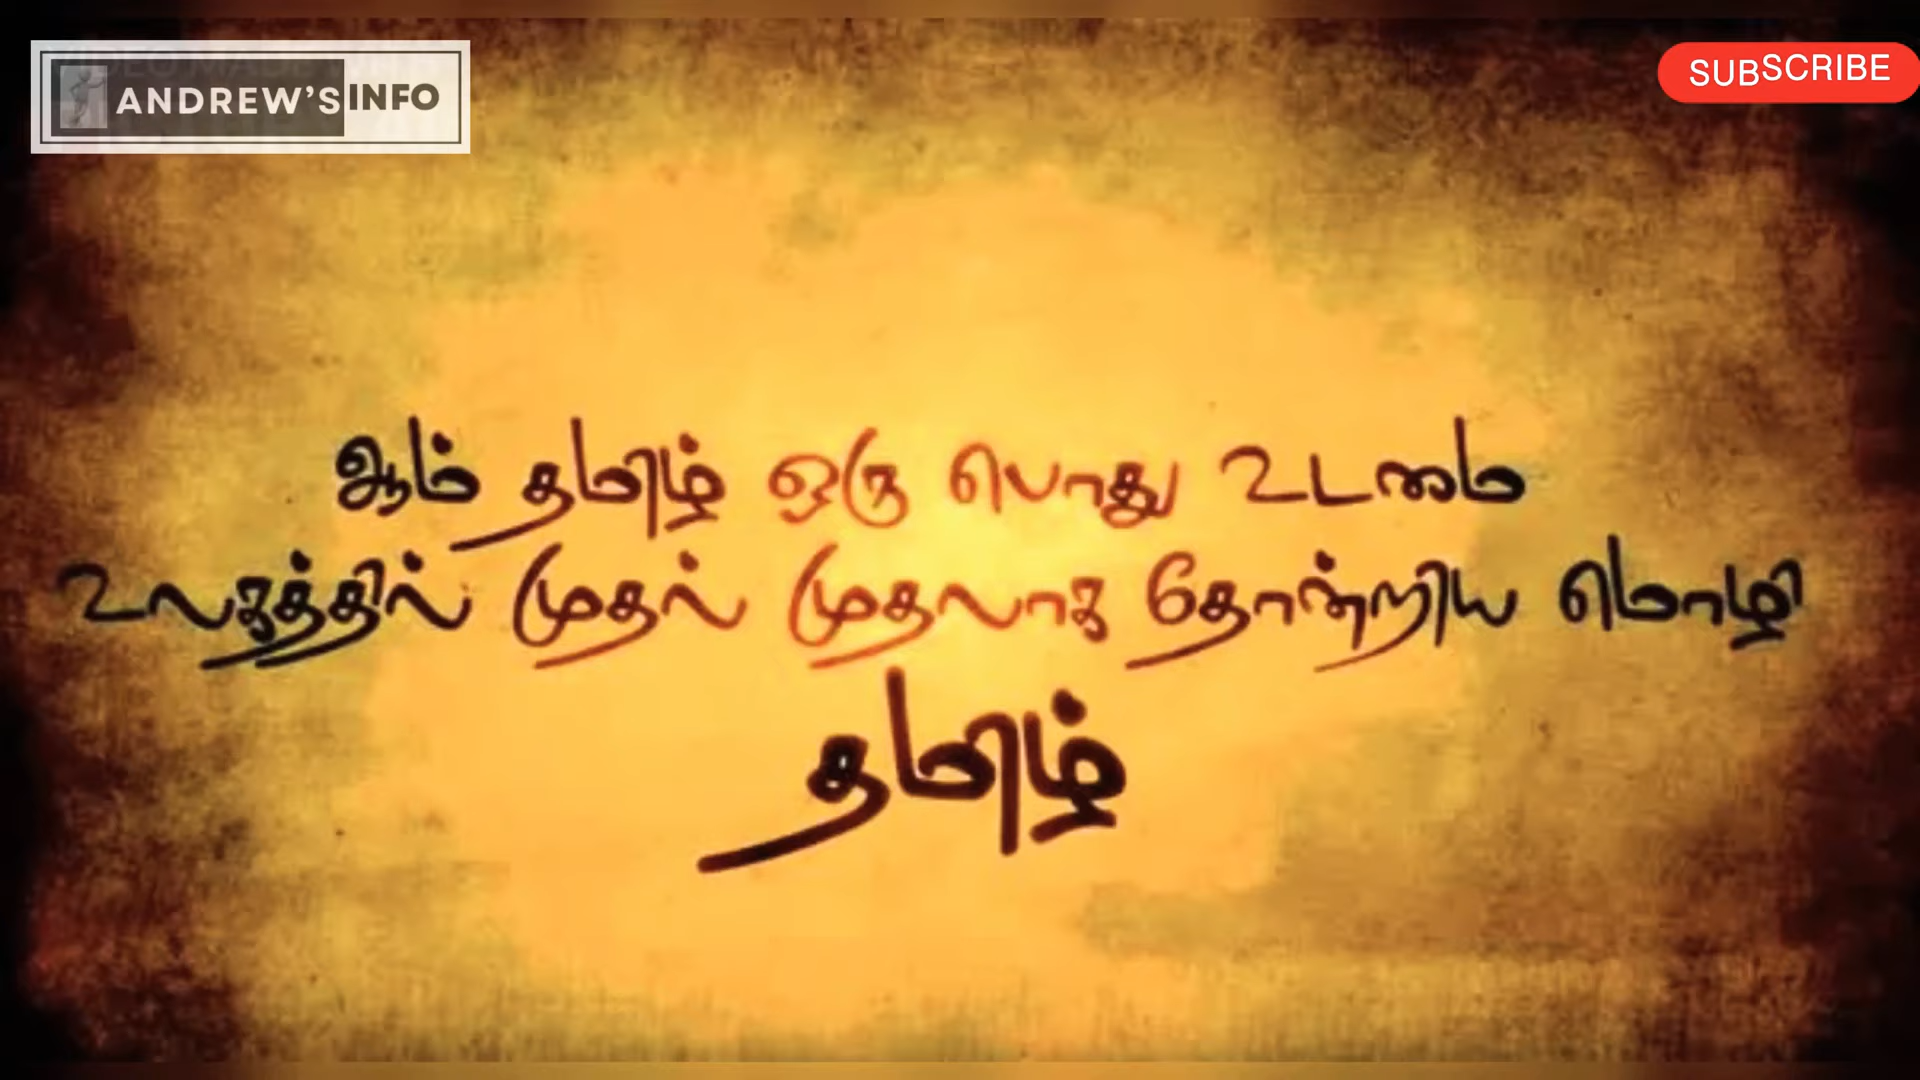 ANDREW'S INFO
SUBSCRIBE
ஆம் தமிழ் ஒரு பொது உடமை
உலகத்தில் முதல் முதலாக தோன்றிய மொழி
தமிழ்